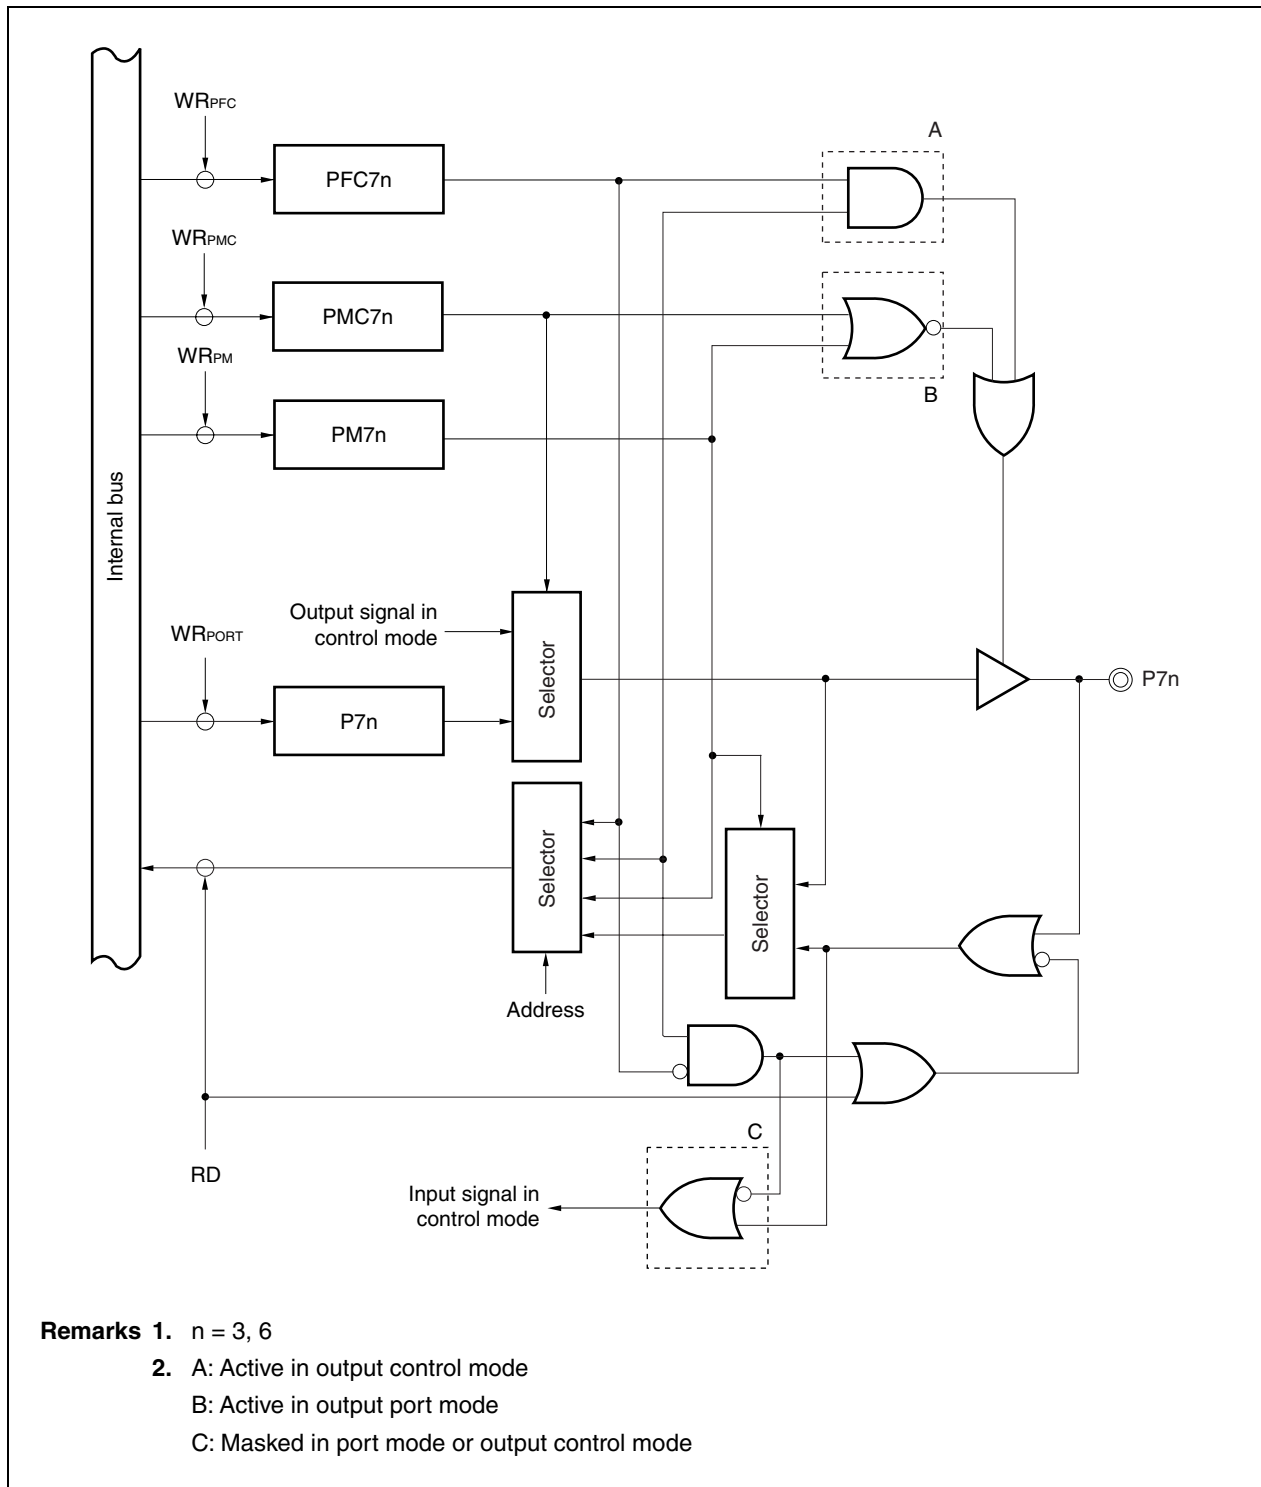 WRPFC
A
PFC7n
WRPMC
PMC7n
WRPM
B
PM7n
Internal bus
Output signal in
control mode
WRPORT
Selector
P7n
P7n
Selector
Selector
Address
C
RD
Input signal in
control mode
Remarks 1. n = 3, 6
2. A: Active in output control mode
B: Active in output port mode
C: Masked in port mode or output control mode